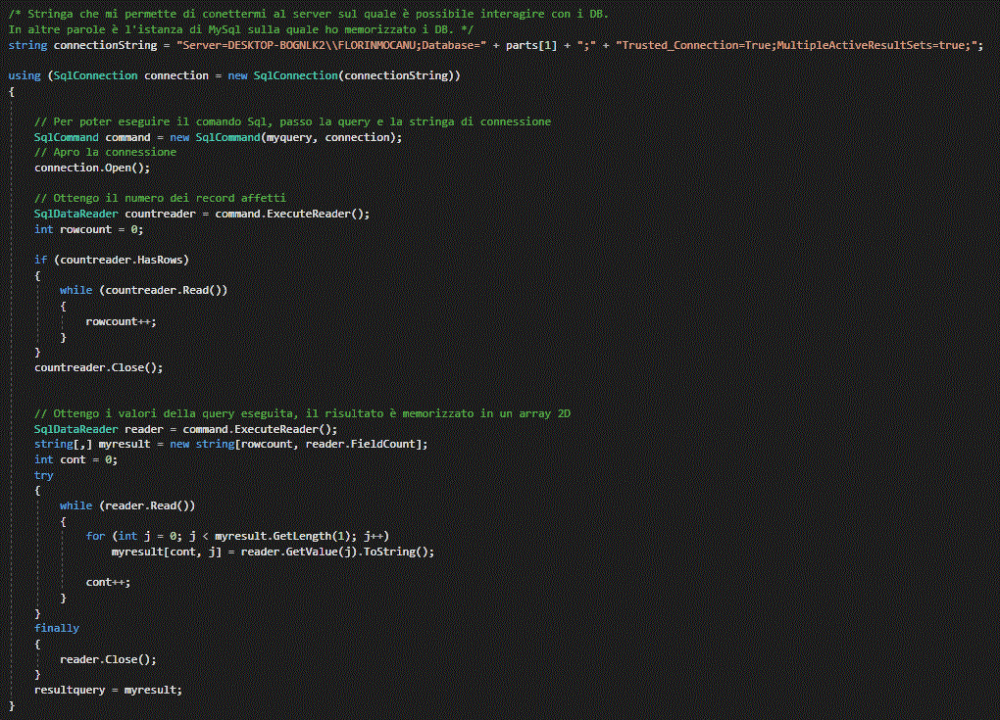 /* Stringa che mi permette di conettermi al server sul quale è possibile interagire con i DB.
In altre parole è l'istanza di MySql sulla quale ho memorizzato i DB. */
string connectionString = "Server=DESKTOP-BOGNLK2\\FLORINMOCANU;Database=" + parts[1] + ";" + "Trusted_Connection=True;MultipleActiveResultSets=true;";
using (SqlConnection connection = new SqlConnection(connectionString))
{
// Per poter eseguire il comando Sql, passo la query e la stringa di connessione
SqlCommand command = new SqlCommand(myquery, connection);
// Apro la connessione
connection.Open();
// Ottengo il numero dei record affetti
SqlDataReader countreader = command.ExecuteReader();
int rowcount = 0;
if (countreader.HasRows)
{
while (countreader.Read())
{
rowcount++;
}
}
countreader.Close();
// Ottengo i valori della query eseguita, il risultato è memorizzato in un array 2D
SqlDataReader reader = command.ExecuteReader();
string[,] myresult = new string[rowcount, reader.FieldCount];
int cont = 0;
try
{
while (reader.Read())
{
for (int j = 0; j < myresult.GetLength(1); j++)
myresult[cont, j] = reader.GetValue(j).ToString();
cont++;
}
}
finally
{
reader.Close();
}
resultquery = myresult;
}